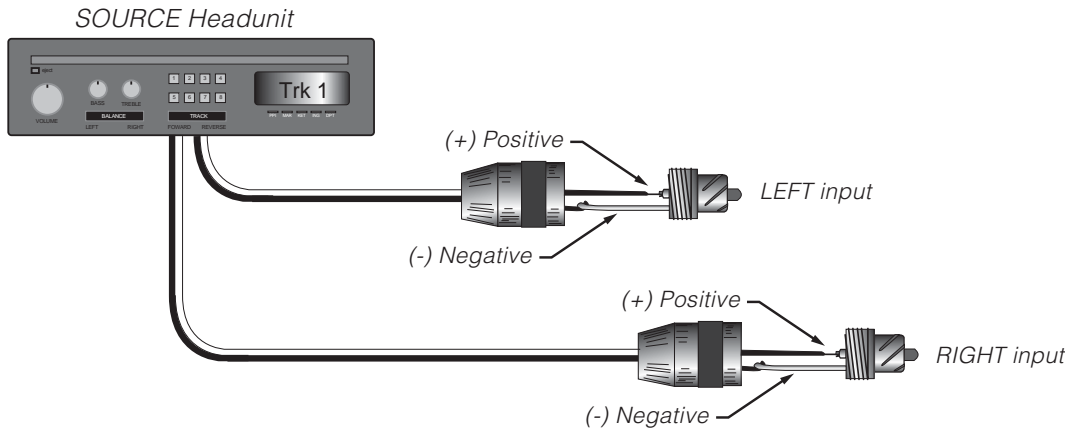 SOURCE Headunit
eject
1 2 3 4
Trk 1
5 6 7 8
BASS TREBLE
VOLUME
BALANCE TRACK
LEFT RIGHT FOWARD REVERSE
(+) Positive
LEFT input
(-) Negative
(+) Positive
RIGHT input
(-) Negative